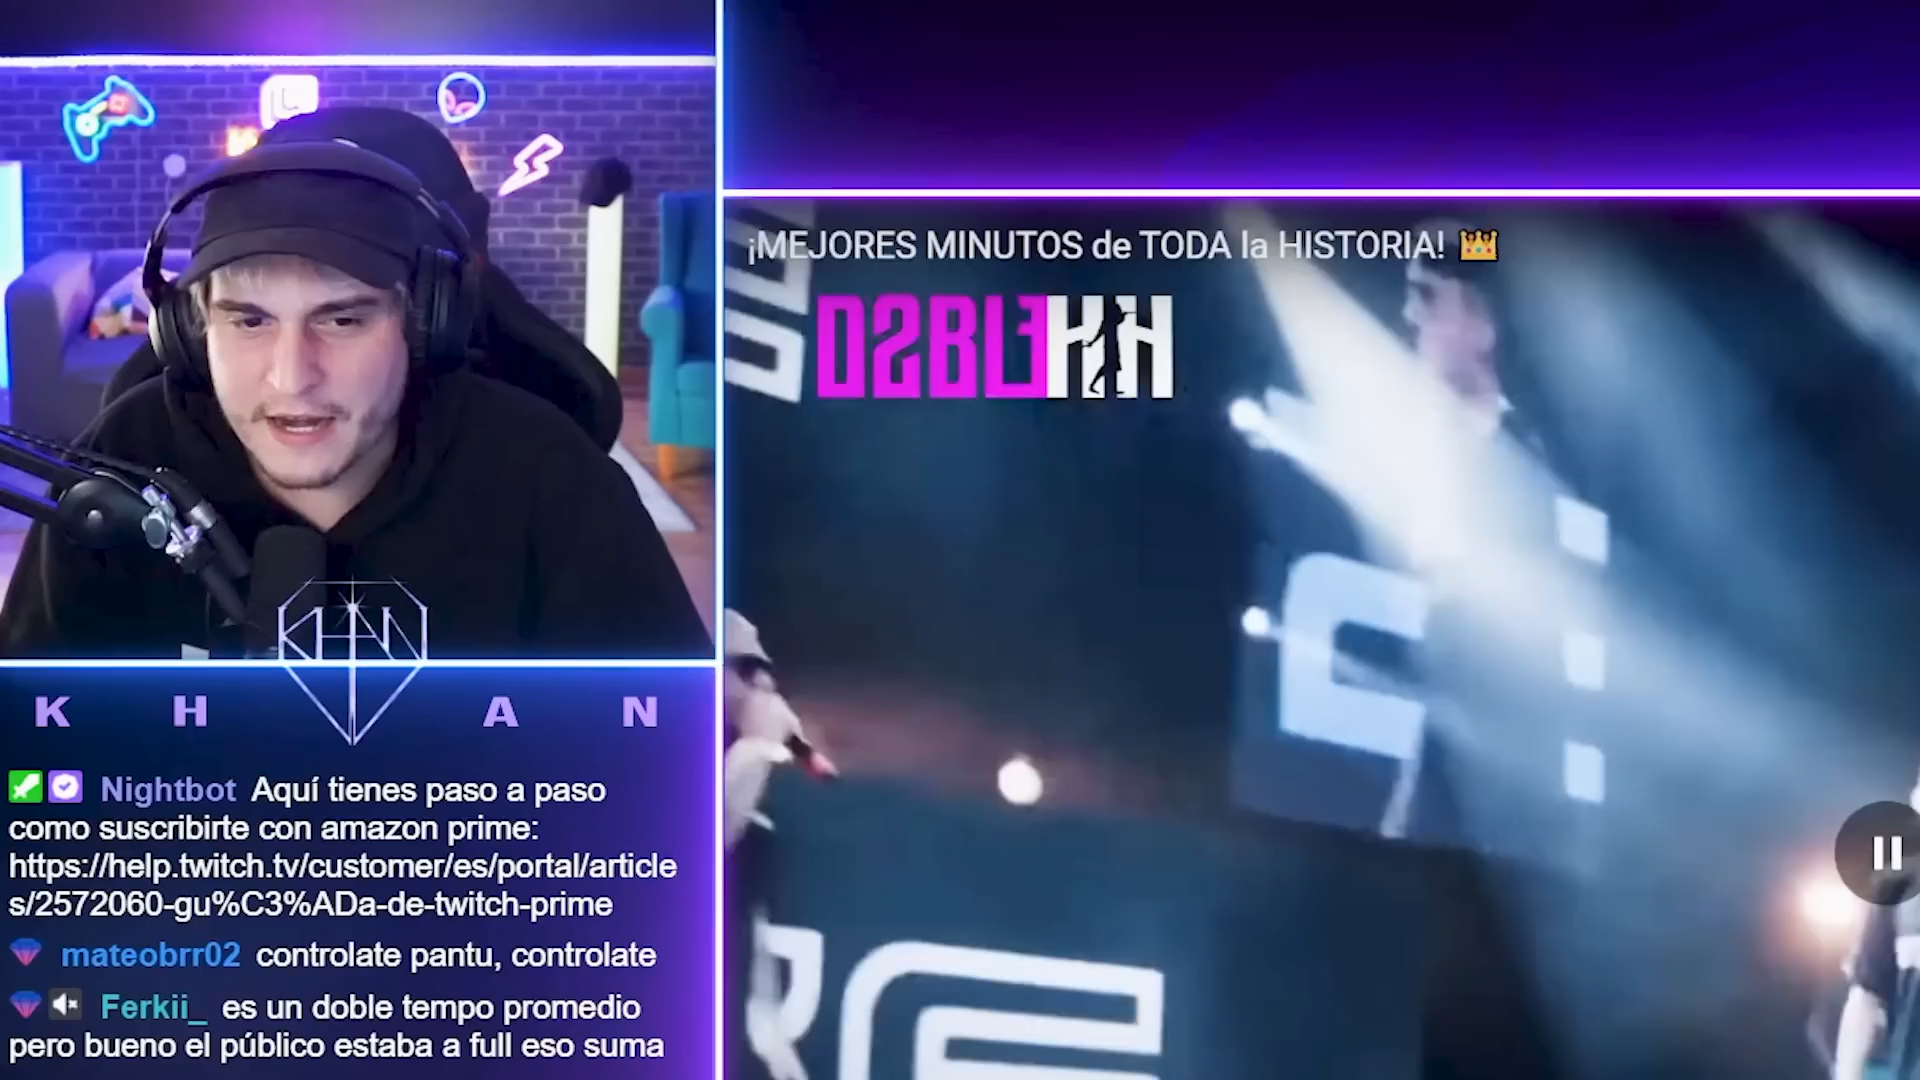 ¡MEJORES MINUTOS de TODA la HISTORIA! 👑
KHAN
K H A N
Nightbot Aquí tienes paso a paso
como suscribirte con amazon prime:
https://help.twitch.tv/customer/es/portal/article
s/2572060-gu%C3%ADa-de-twitch-prime
mateobrr02 controlate pantu, controlate
Ferkii_ es un doble tempo promedio
pero bueno el público estaba a full eso suma